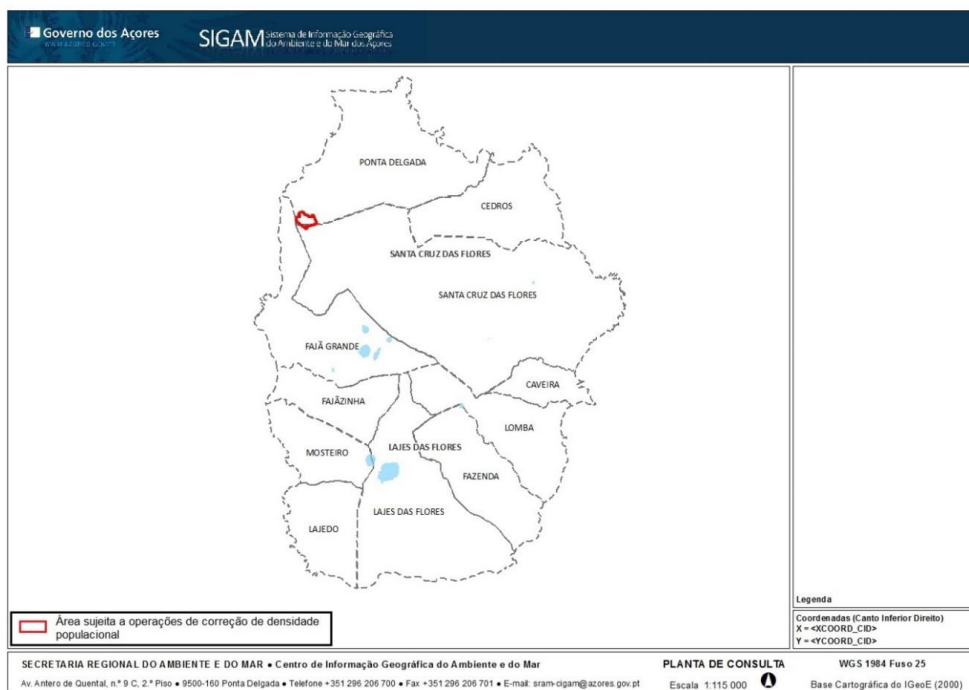 Governo dos Açores
WWW.AZORES.GOV.PT
SIGAM Sistema de Informação Geográfica
do Ambiente e do Mar dos Açores
PONTA DELGADA
CEDROS
SANTA CRUZ DAS FLORES
SANTA CRUZ DAS FLORES
FAJÃ GRANDE
CAVEIRA
FAJÃZINHA
LOMBA
LAJES DAS FLORES
MOSTEIRO
FAZENDA
LAJES DAS FLORES
LAJEDO
Legenda
Área sujeita a operações de correção de densidade
populacional
Coordenadas (Canto Inferior Direito)
X = <XCOORD_CID>
Y = <YCOORD_CID>
SECRETARIA REGIONAL DO AMBIENTE E DO MAR • Centro de Informação Geográfica do Ambiente e do Mar
PLANTA DE CONSULTA
WGS 1984 Fuso 25
Av. Antero de Quental, n.º 9 C, 2.º Piso • 9500-160 Ponta Delgada • Telefone +351 296 206 700 • Fax +351 296 206 701 • E-mail: sram-cigam@azores.gov.pt
Escala 1:115 000
Base Cartográfica do IGeoE (2000)